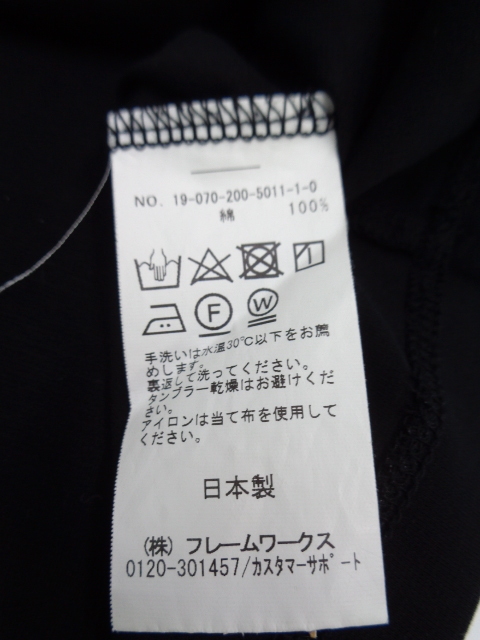 NO. 19-070-200-5011-1-0
綿 100%
F
W
手洗いは水温30℃以下をお薦
めします。
裏返して洗ってください。
タンブラー乾燥はお避けくだ
さい。
アイロンは当て布を使用して
ください。
日本製
(株) フレームワークス
0120-301457/カスタマーサポート